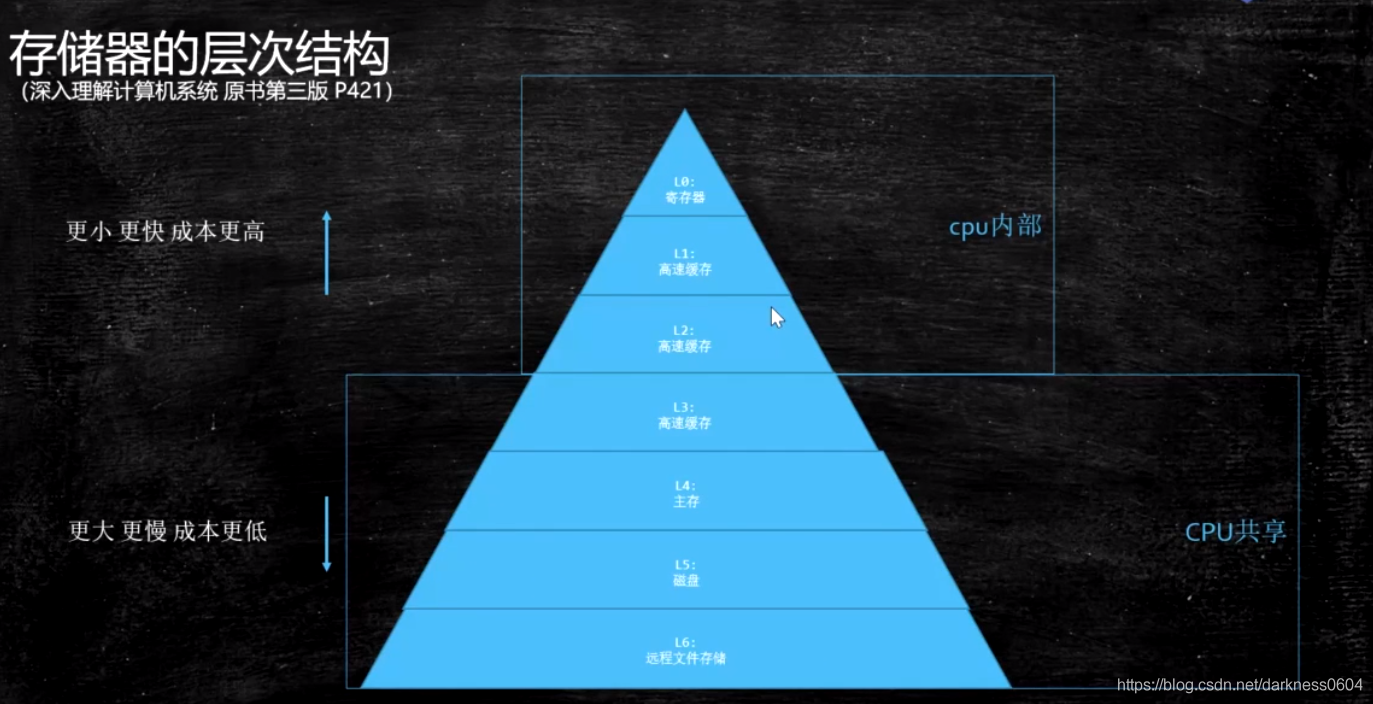 存储器的层次结构
（深入理解计算机系统 原书第三版 P421）
L0:
寄存器
更小 更快 成本更高
cpu内部
L1:
高速缓存
L2:
高速缓存
L3:
高速缓存
L4:
主存
更大 更慢 成本更低
CPU共享
L5:
磁盘
L6:
远程文件存储
https://blog.csdn.net/darkness0604